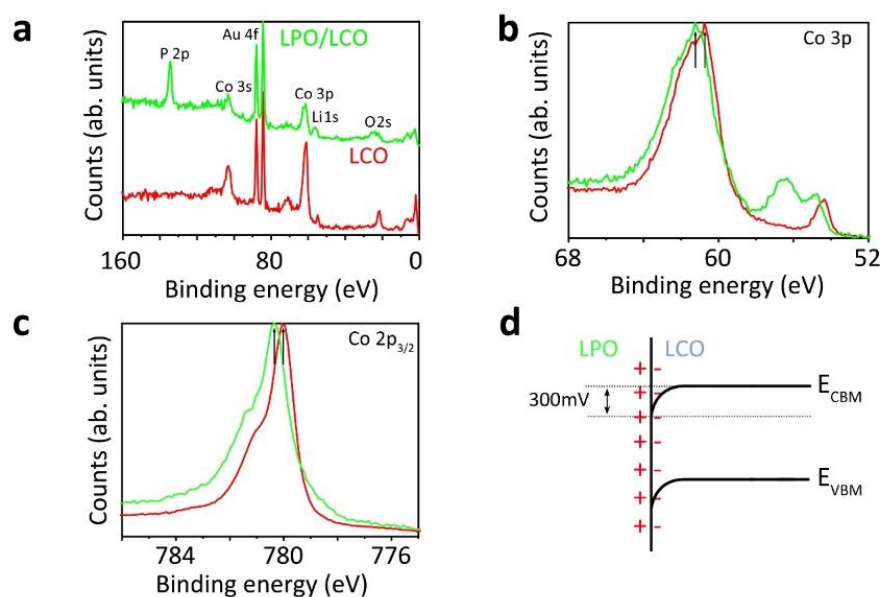 a
LPO/LCO
Au 4f
P 2p
Co 3s
Co 3p
Li1s
O2s
LCO
Counts (ab. units)
160
80
0
Binding energy (eV)
b
Co 3p
Counts (ab. units)
68
60
52
Binding energy (eV)
c
Co 2p3/2
Counts (ab. units)
784
780
776
Binding energy (eV)
d
LPO
LCO
+ -
+ -
+ -
+ -
+ -
+ -
+ -
300mV
ECBM
EVBM